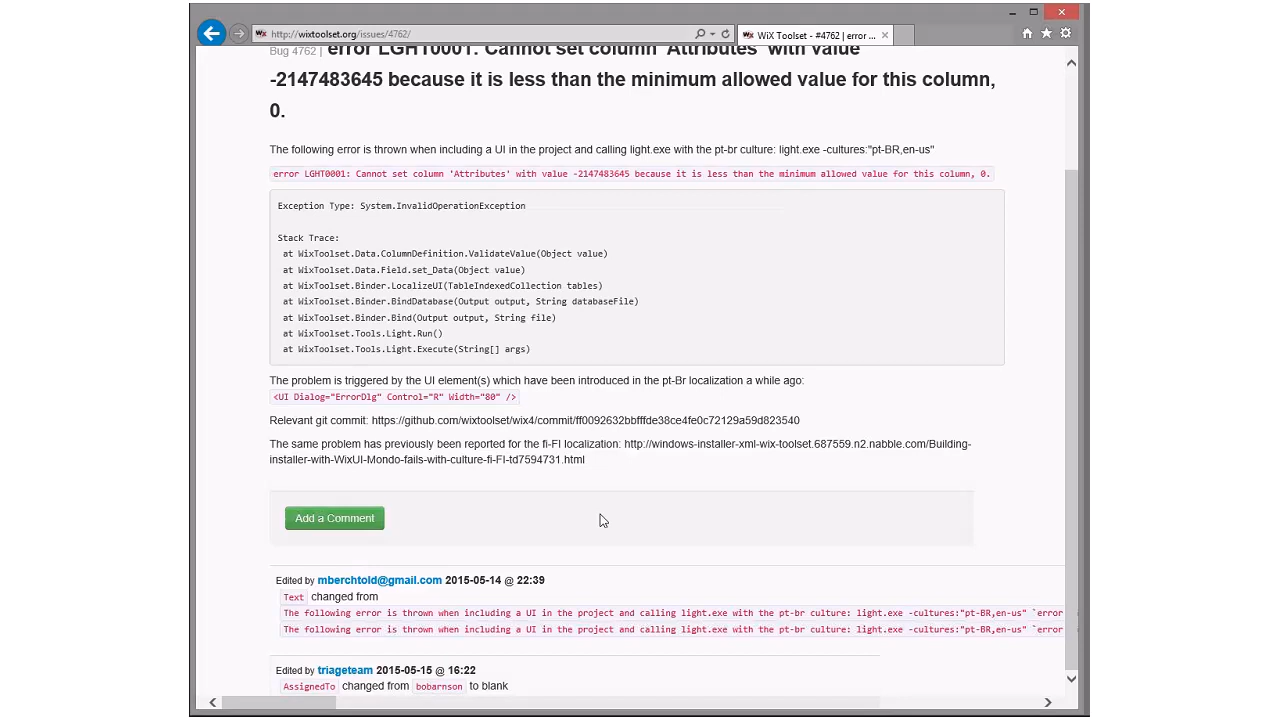 http://wixtoolset.org/issues/4762/
WiX Toolset - #4762 | error ...
Bug 4762 | error LGHT0001: Cannot set column 'Attributes' with value
-2147483645 because it is less than the minimum allowed value for this column,
0.
The following error is thrown when including a UI in the project and calling light.exe with the pt-br culture: light.exe -cultures:"pt-BR,en-us"
error LGHT0001: Cannot set column 'Attributes' with value -2147483645 because it is less than the minimum allowed value for this column, 0.
Exception Type: System.InvalidOperationException
Stack Trace:
at WixToolset.Data.ColumnDefinition.ValidateValue(Object value)
at WixToolset.Data.Field.set_Data(Object value)
at WixToolset.Binder.LocalizeUI(TableIndexedCollection tables)
at WixToolset.Binder.BindDatabase(Output output, String databaseFile)
at WixToolset.Binder.Bind(Output output, String file)
at WixToolset.Tools.Light.Run()
at WixToolset.Tools.Light.Execute(String[] args)
The problem is triggered by the UI element(s) which have been introduced in the pt-Br localization a while ago:
<UI Dialog="ErrorDlg" Control="R" Width="80" />
Relevant git commit: https://github.com/wixtoolset/wix4/commit/ff0092632bbfffde38ce4fe0c72129a59d823540
The same problem has previously been reported for the fi-FI localization: http://windows-installer-xml-wix-toolset.687559.n2.nabble.com/Building-
installer-with-WixUI-Mondo-fails-with-culture-fi-FI-td7594731.html
Add a Comment
Edited by mberchtold@gmail.com 2015-05-14 @ 22:39
Text changed from
The following error is thrown when including a UI in the project and calling light.exe with the pt-br culture: light.exe -cultures:"pt-BR,en-us" `error
The following error is thrown when including a UI in the project and calling light.exe with the pt-br culture: light.exe -cultures:"pt-BR,en-us" `error
Edited by triageteam 2015-05-15 @ 16:22
AssignedTo changed from bobarnson to blank